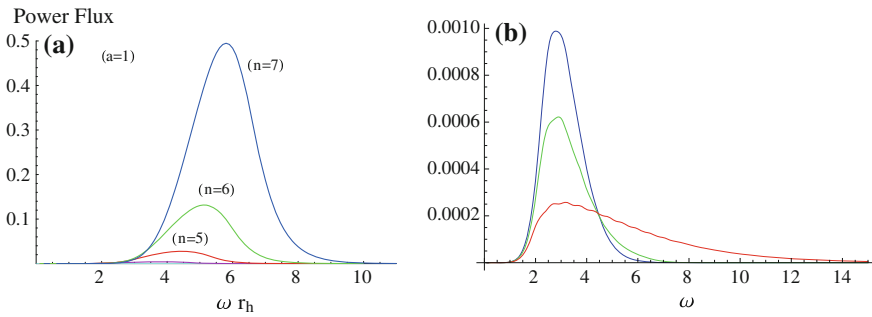 Power Flux
(a)
(a=1)
(n=7)
(n=6)
(n=5)
0.5
0.4
0.3
0.2
0.1
2 4 6 8 10
ω r_h
(b)
0.0010
0.0008
0.0006
0.0004
0.0002
2 4 6 8 10 12 14
ω